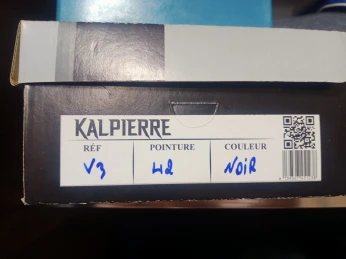 KALPIERRE
RÉF POINTURE COULEUR
V3 42 NOIR